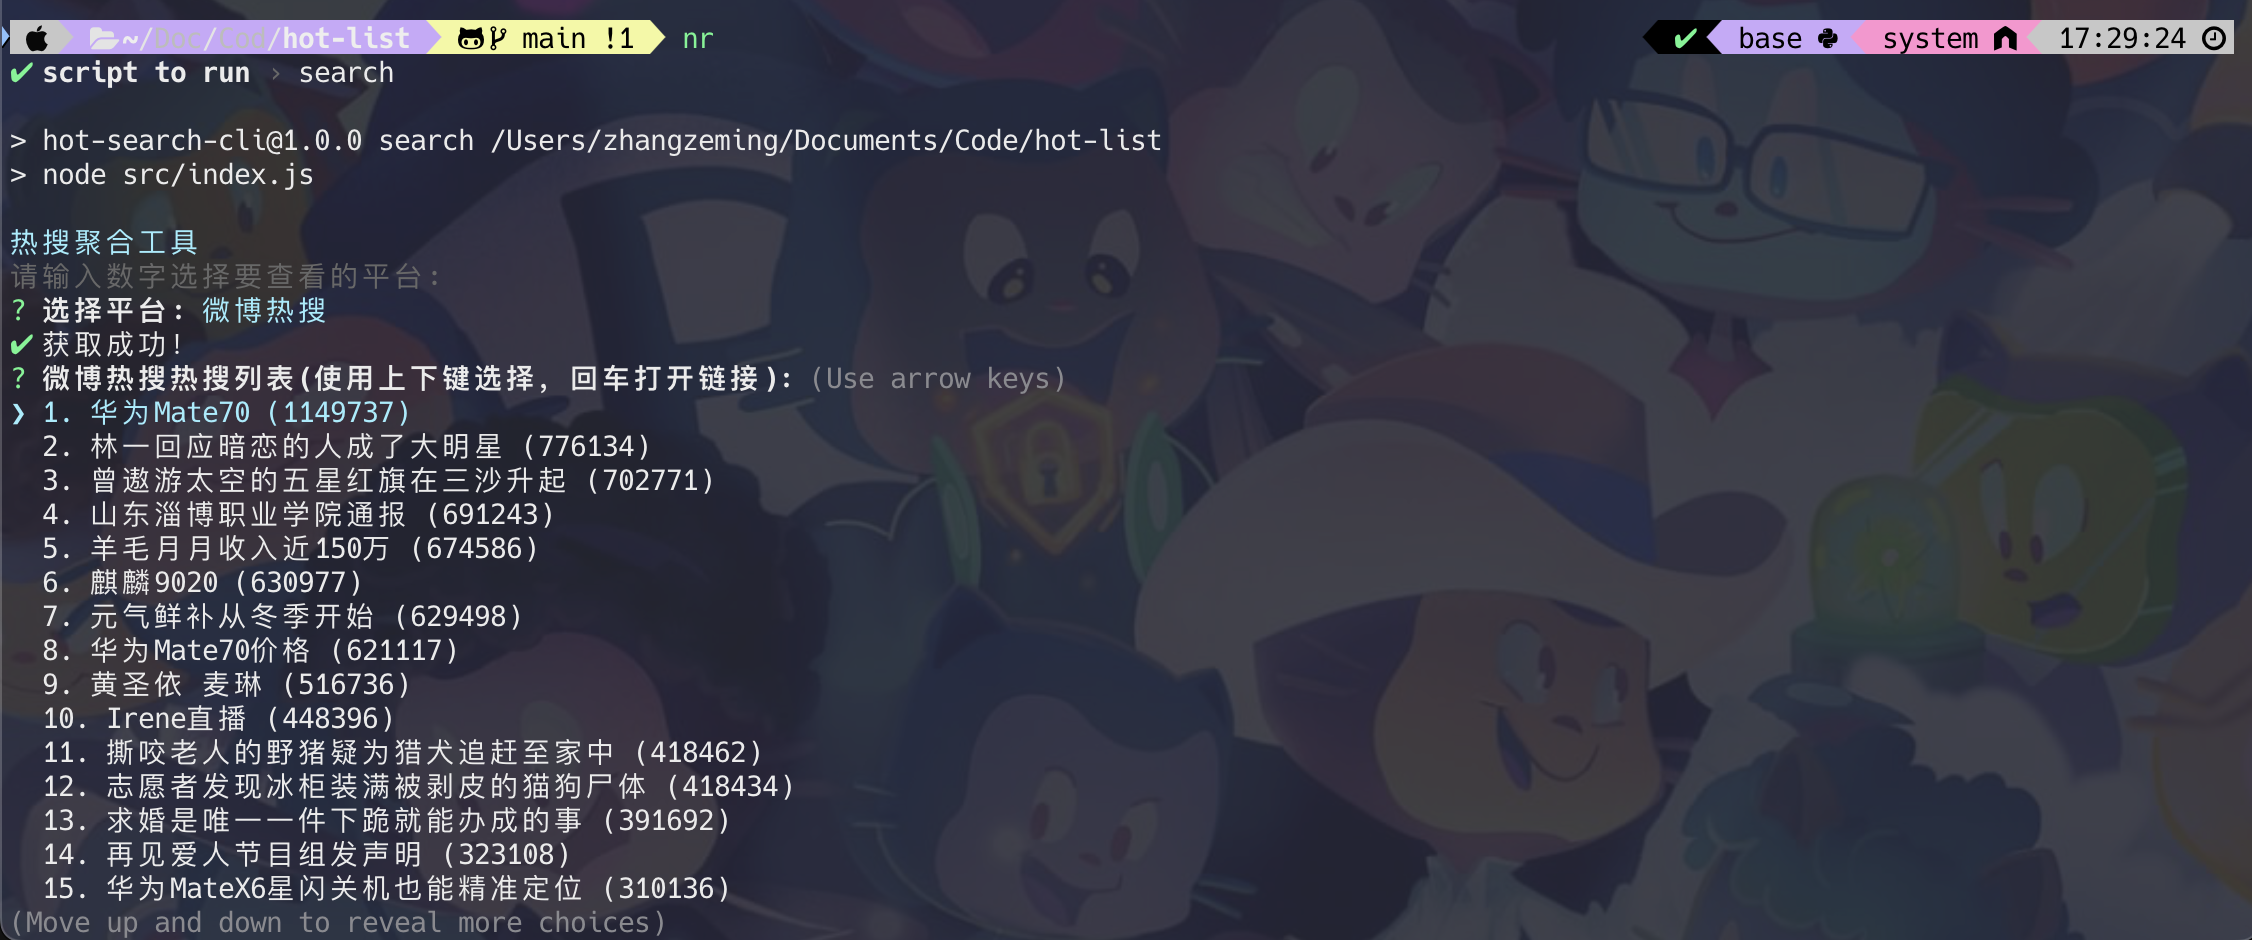 ~/Doc/Cod/hot-list main !1 nr ✔ base system 17:29:24
✔ script to run › search
> hot-search-cli@1.0.0 search /Users/zhangzeming/Documents/Code/hot-list
> node src/index.js
热搜聚合工具
请输入数字选择要查看的平台:
? 选择平台: 微博热搜
✔ 获取成功!
? 微博热搜热搜列表(使用上下键选择, 回车打开链接): (Use arrow keys)
❯ 1. 华为Mate70 (1149737)
2. 林一回应暗恋的人成了大明星 (776134)
3. 曾遨游太空的五星红旗在三沙升起 (702771)
4. 山东淄博职业学院通报 (691243)
5. 羊毛月月收入近150万 (674586)
6. 麒麟9020 (630977)
7. 元气鲜补从冬季开始 (629498)
8. 华为Mate70价格 (621117)
9. 黄圣依 麦琳 (516736)
10. Irene直播 (448396)
11. 撕咬老人的野猪疑为猎犬追赶至家中 (418462)
12. 志愿者发现冰柜装满被剥皮的猫狗尸体 (418434)
13. 求婚是唯一一件下跪就能办成的事 (391692)
14. 再见爱人节目组发声明 (323108)
15. 华为MateX6星闪关机也能精准定位 (310136)
(Move up and down to reveal more choices)